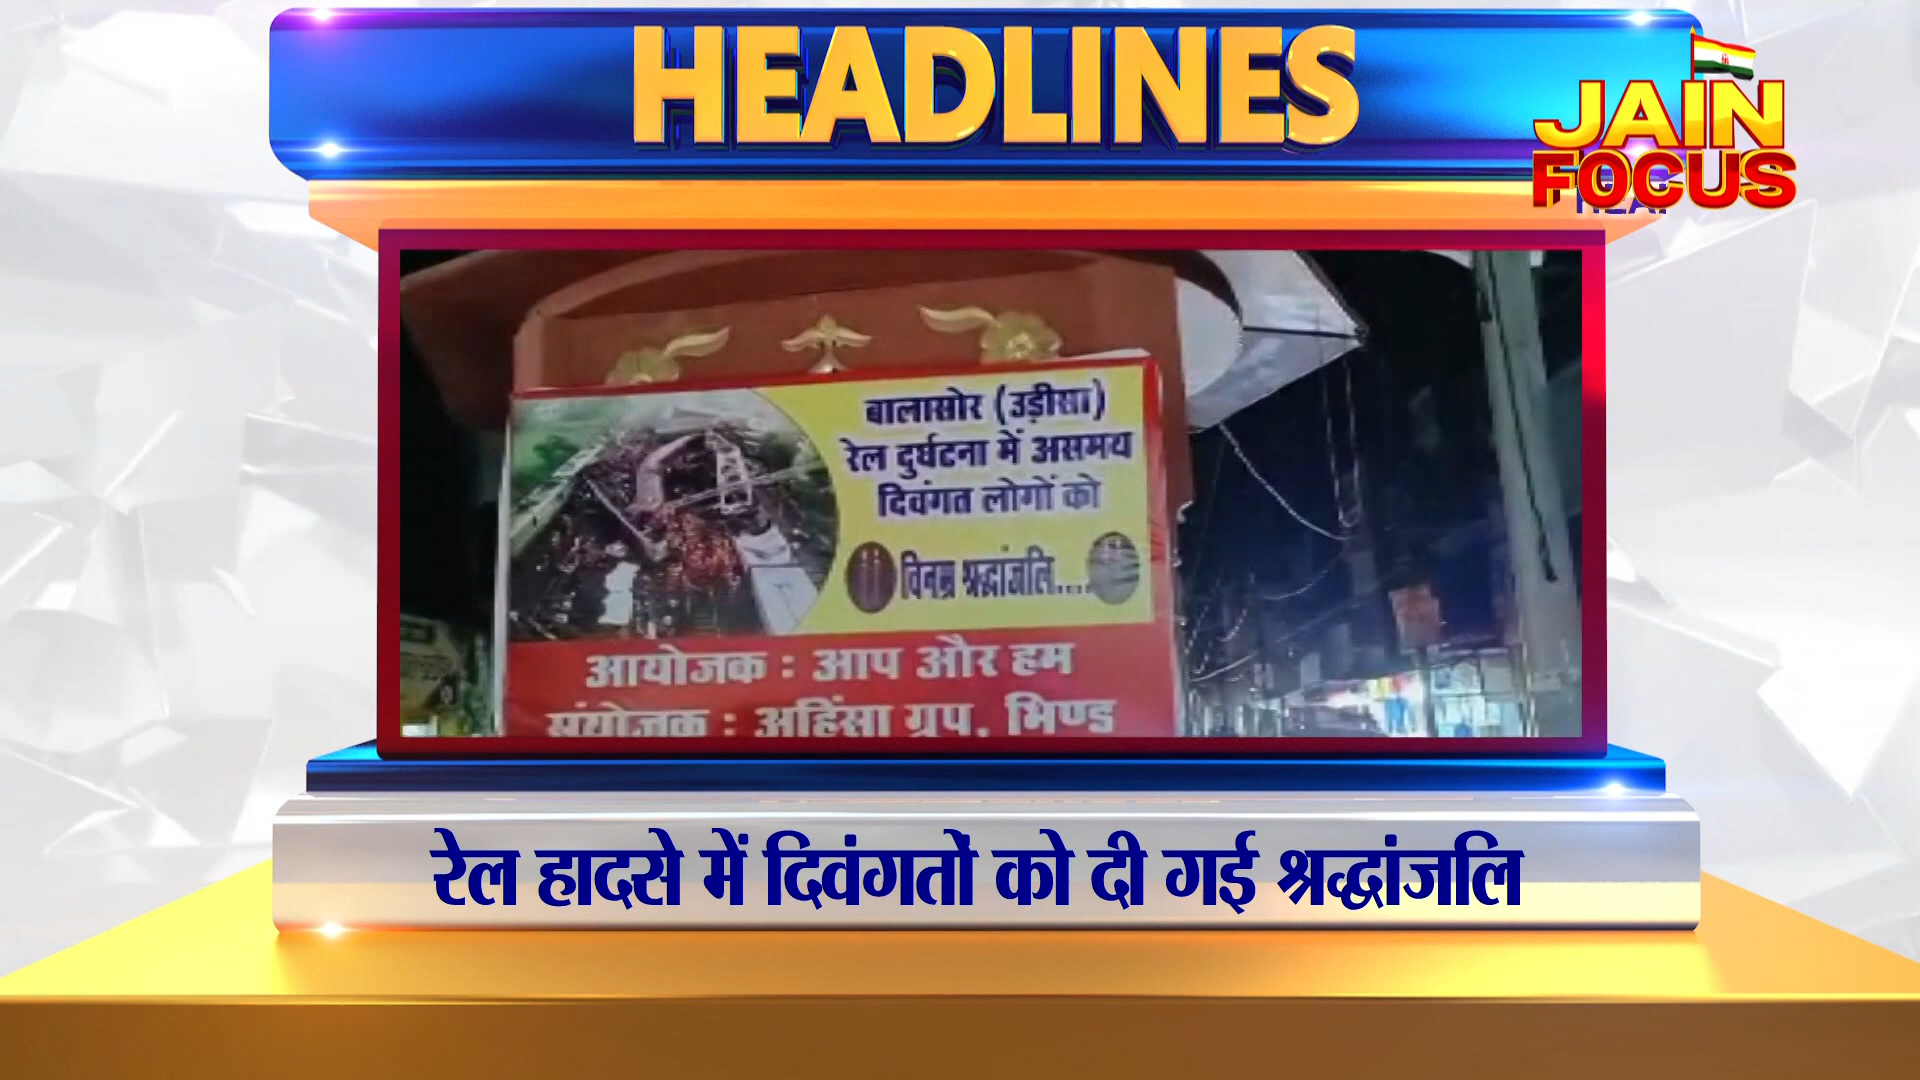 HEADLINES
JAIN
FOCUS
बालासोर (उड़ीसा)
रेल दुर्घटना में असमय
दिवंगत लोगों को
विनम्र श्रद्धांजलि....
आयोजक : आप और हम
संयोजक : अहिंसा ग्रुप, भिण्ड
रेल हादसे में दिवंगतों को दी गई श्रद्धांजलि